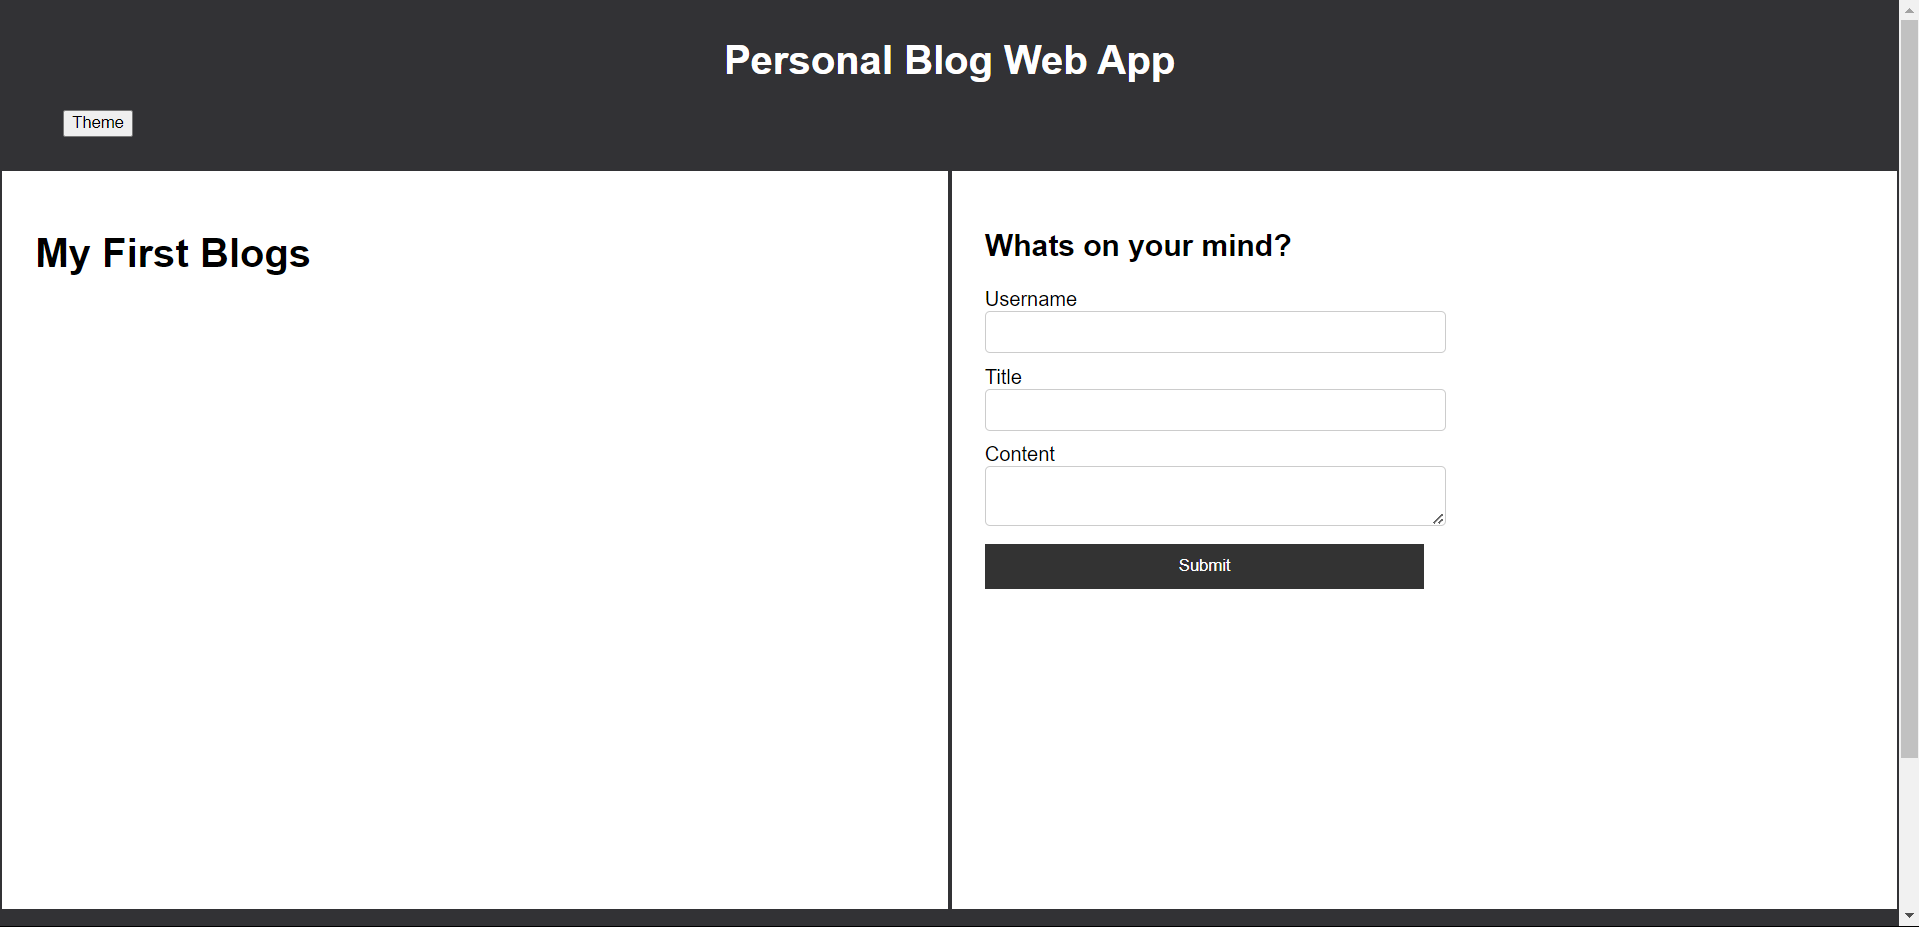 Personal Blog Web App
Theme
My First Blogs
Whats on your mind?
Username
Title
Content
Submit